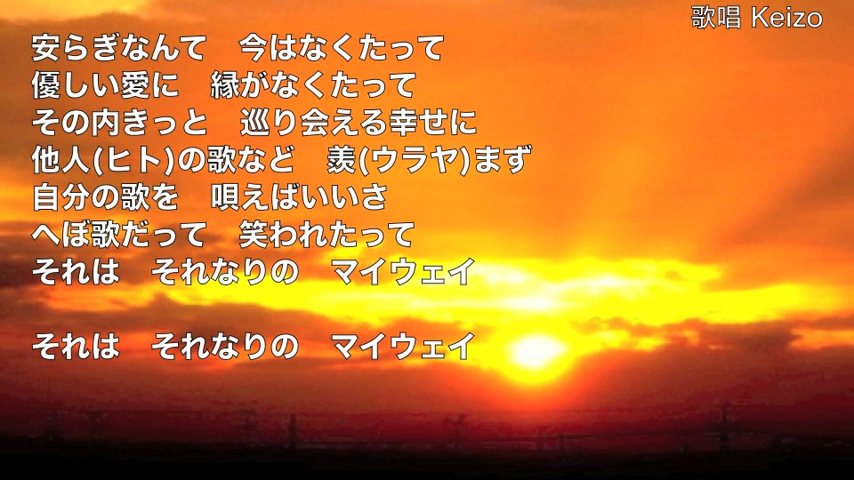 歌唱 Keizo
安らぎなんて　今はなくたって
優しい愛に　縁がなくたって
その内きっと　巡り会える幸せに
他人(ヒト)の歌など　羨(ウラヤ)まず
自分の歌を　唄えばいいさ
へぼ歌だって　笑われたって
それは　それなりの　マイウェイ
それは　それなりの　マイウェイ